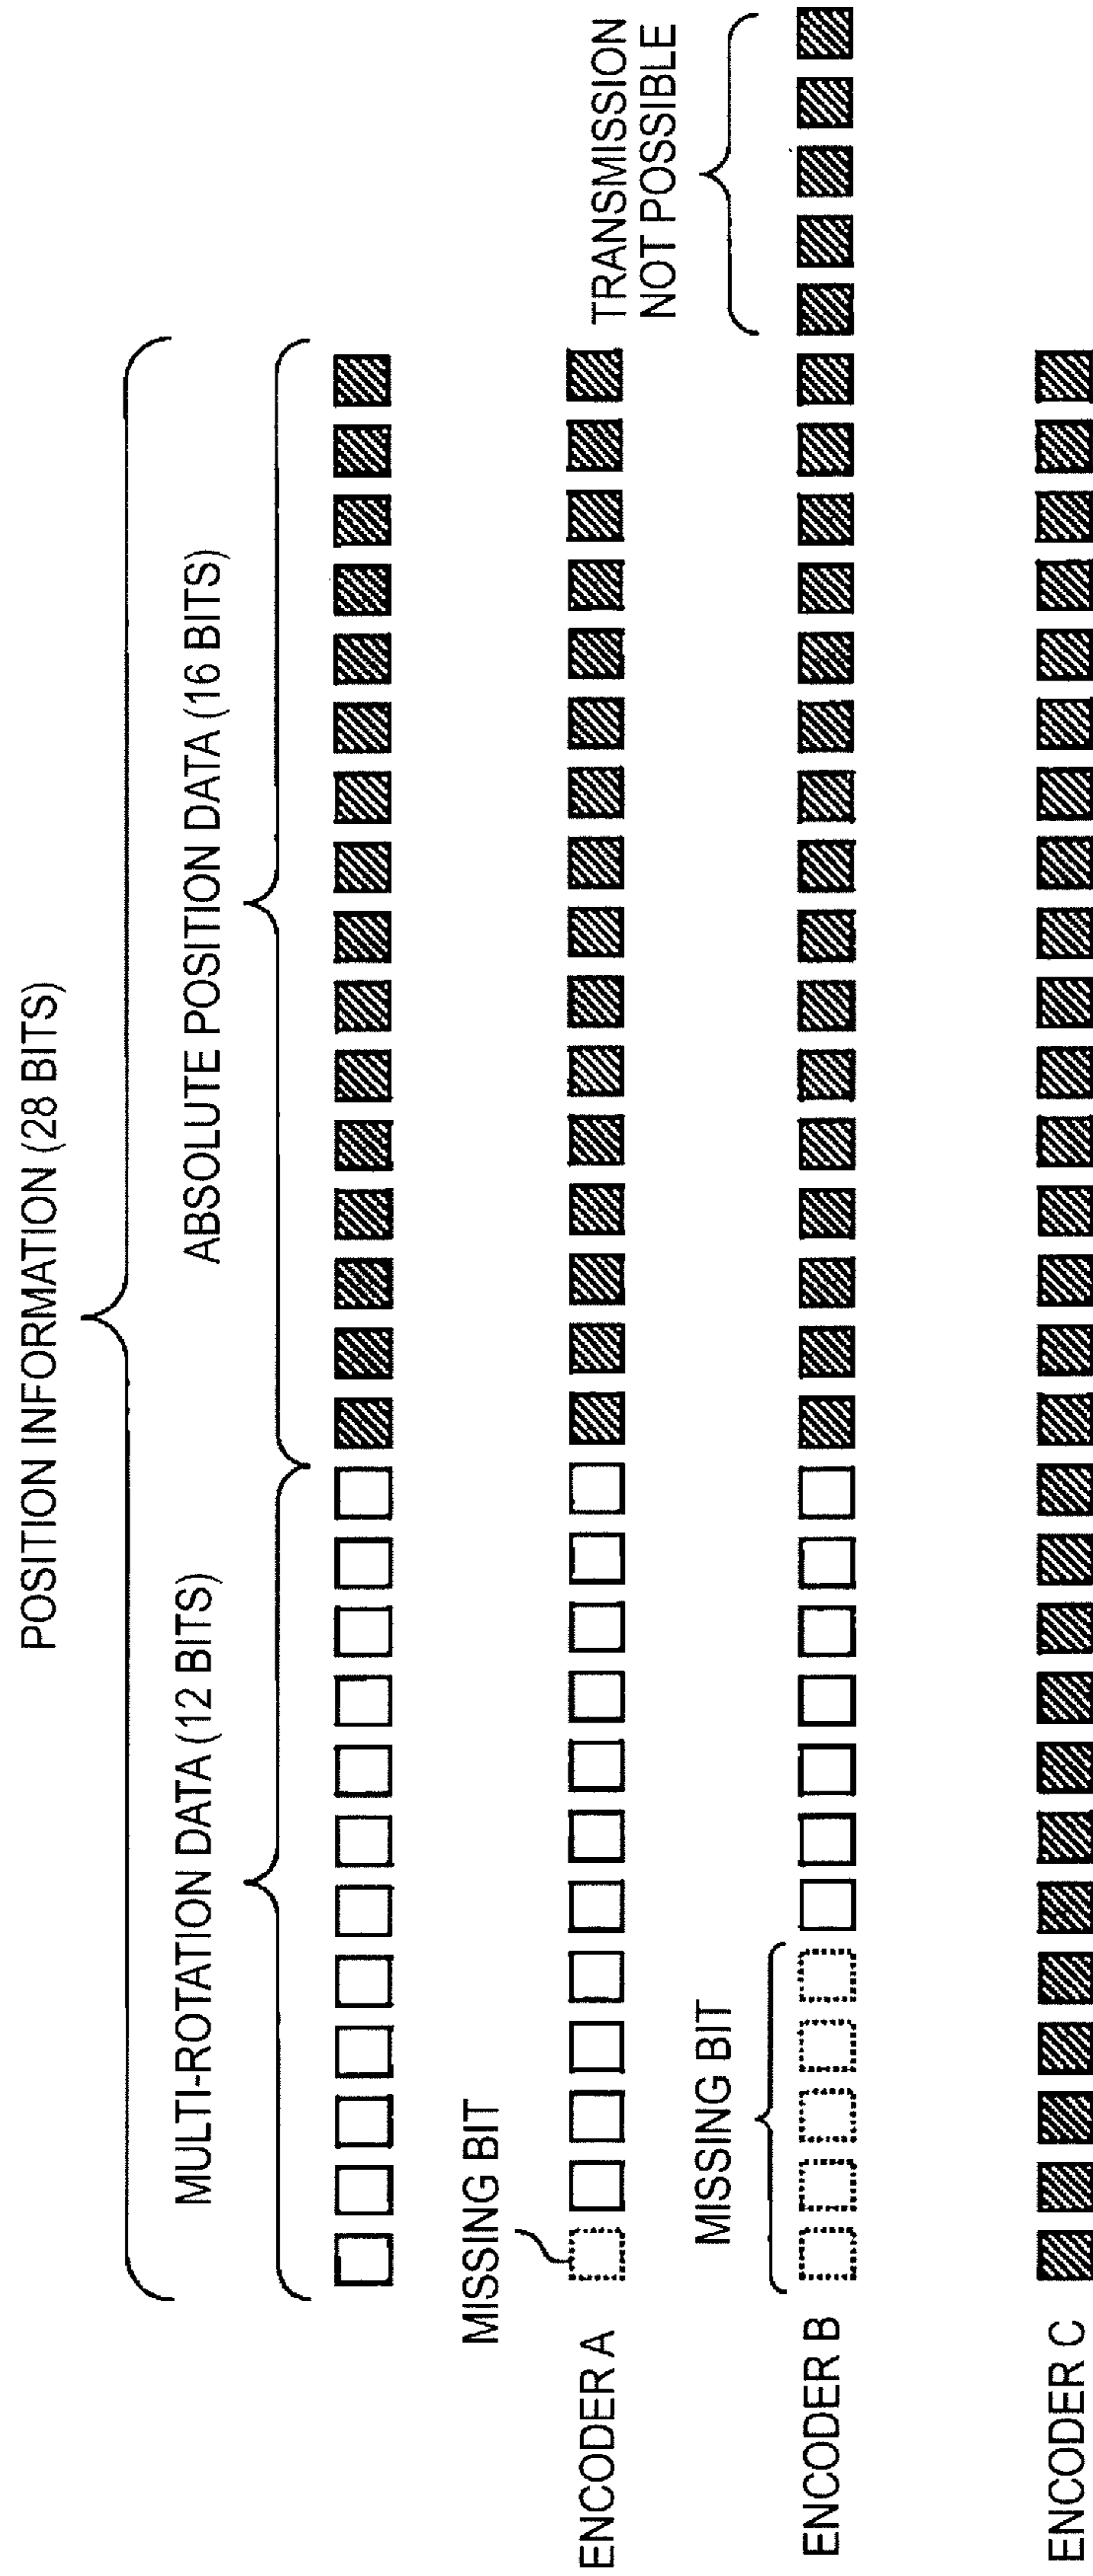 POSITION INFORMATION (28 BITS)
MULTI-ROTATION DATA (12 BITS)
ABSOLUTE POSITION DATA (16 BITS)
MISSING BIT
ENCODER A
TRANSMISSION
NOT POSSIBLE
MISSING BIT
ENCODER B
ENCODER C